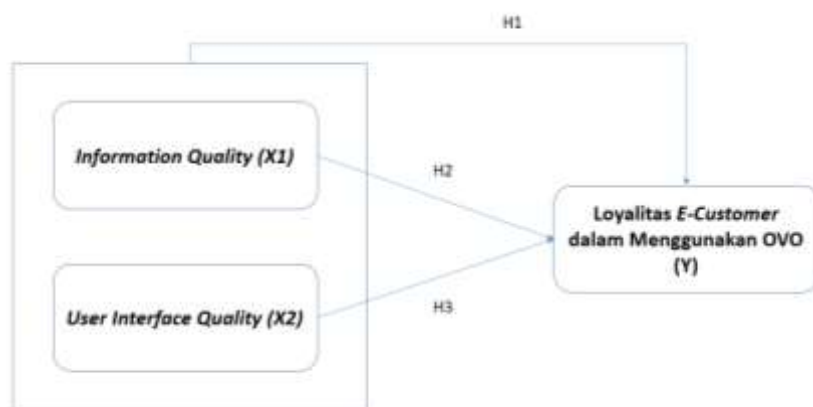 H1
Information Quality (X1)
H2
Loyalitas E-Customer
dalam Menggunakan OVO
(Y)
User Interface Quality (X2)
H3